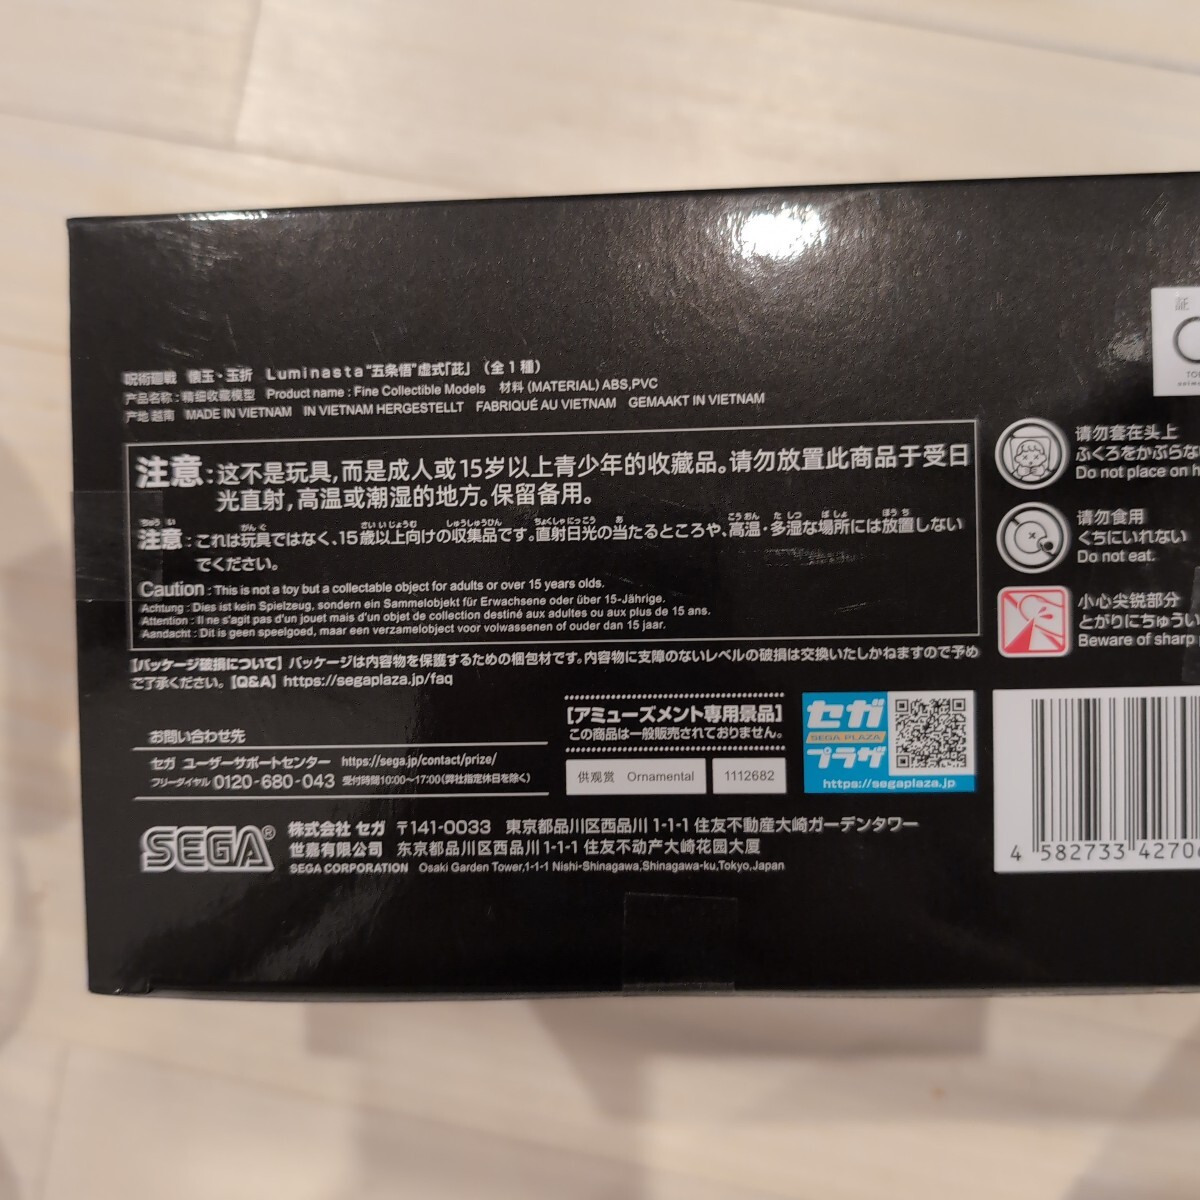 呪術廻戦 懐玉・玉折 Luminasta "五条悟"虚式「茈」 (全1種)
产品名称:精细收藏模型 Product name : Fine Collectible Models 材料 (MATERIAL) ABS,PVC
产地 越南 MADE IN VIETNAM IN VIETNAM HERGESTELLT FABRIQUÉ AU VIETNAM GEMAAKT IN VIETNAM
注意:这不是玩具,而是成人或15岁以上青少年的收藏品。请勿放置此商品于受日
光直射,高温或潮湿的地方。保留备用。
注意:これは玩具ではなく、15歳以上向けの収集品です。直射日光の当たるところや、高温・多湿な場所には放置しない
でください。
Caution : This is not a toy but a collectable object for adults or over 15 years olds.
Achtung : Dies ist kein Spielzeug, sondern ein Sammelobjekt für Erwachsene oder über 15-Jährige.
Attention : Il ne s'agit pas d'un jouet mais d'un objet de collection destiné aux adultes ou aux plus de 15 ans.
Aandacht : Dit is geen speelgoed, maar een verzamelobject voor volwassenen of ouder dan 15 jaar.
【パッケージ破損について】パッケージは内容物を保護するための梱包材です。内容物に支障のないレベルの破損は交換いたしかねますので予め
ご了承ください。【Q&A】https://segaplaza.jp/faq
お問い合わせ先
セガ ユーザーサポートセンター https://sega.jp/contact/prize/
フリーダイヤル 0120-680-043 受付時間10:00〜17:00(弊社指定休日を除く)
[アミューズメント専用景品]
この商品は一般販売されておりません。
供观赏 Ornamental 1112682
セガ
SEGA PLAZA
プラザ
https://segaplaza.jp
SEGA®
株式会社 セガ 〒141-0033 東京都品川区西品川 1-1-1 住友不動産大崎ガーデンタワー
世嘉有限公司 东京都品川区西品川 1-1-1 住友不动产大崎花园大厦
SEGA CORPORATION Osaki Garden Tower,1-1-1 Nishi-Shinagawa,Shinagawa-ku,Tokyo,Japan
証
请勿套在头上
ふくろをかぶらな
Do not place on
请勿食用
くちにいれない
Do not eat.
小心尖锐部分
とがりにちゅうい
Beware of sharp
4 582733 42706